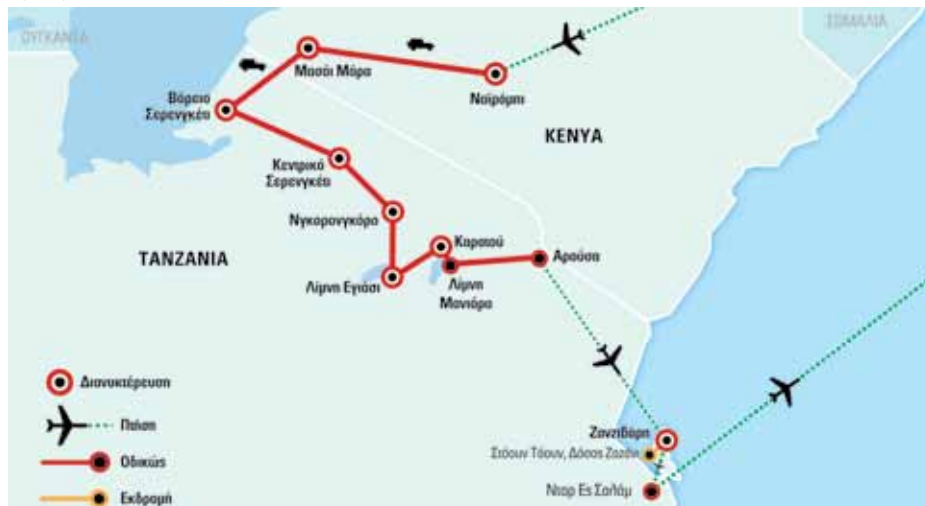 ΟΥΓΚΑΝΤΑ
ΣΟΜΑΛΙΑ
Μασάι Μάρα
Ναϊρόμπι
Βόρειο
Σερενγκέτι
KENYA
Κεντρικό
Σερενγκέτι
Νγκορονγκόρο
Καρατού
TANZANIA
Αρούσα
Λίμνη Εγιάσι
Λίμνη
Μανιάρα
Διανυκτέρευση
Πτήση
Ζανζιβάρη
Στόουν Τάουν, Δάσος Ζοζάνι
Οδικώς
Νταρ Ες Σαλάμ
Εκδρομή